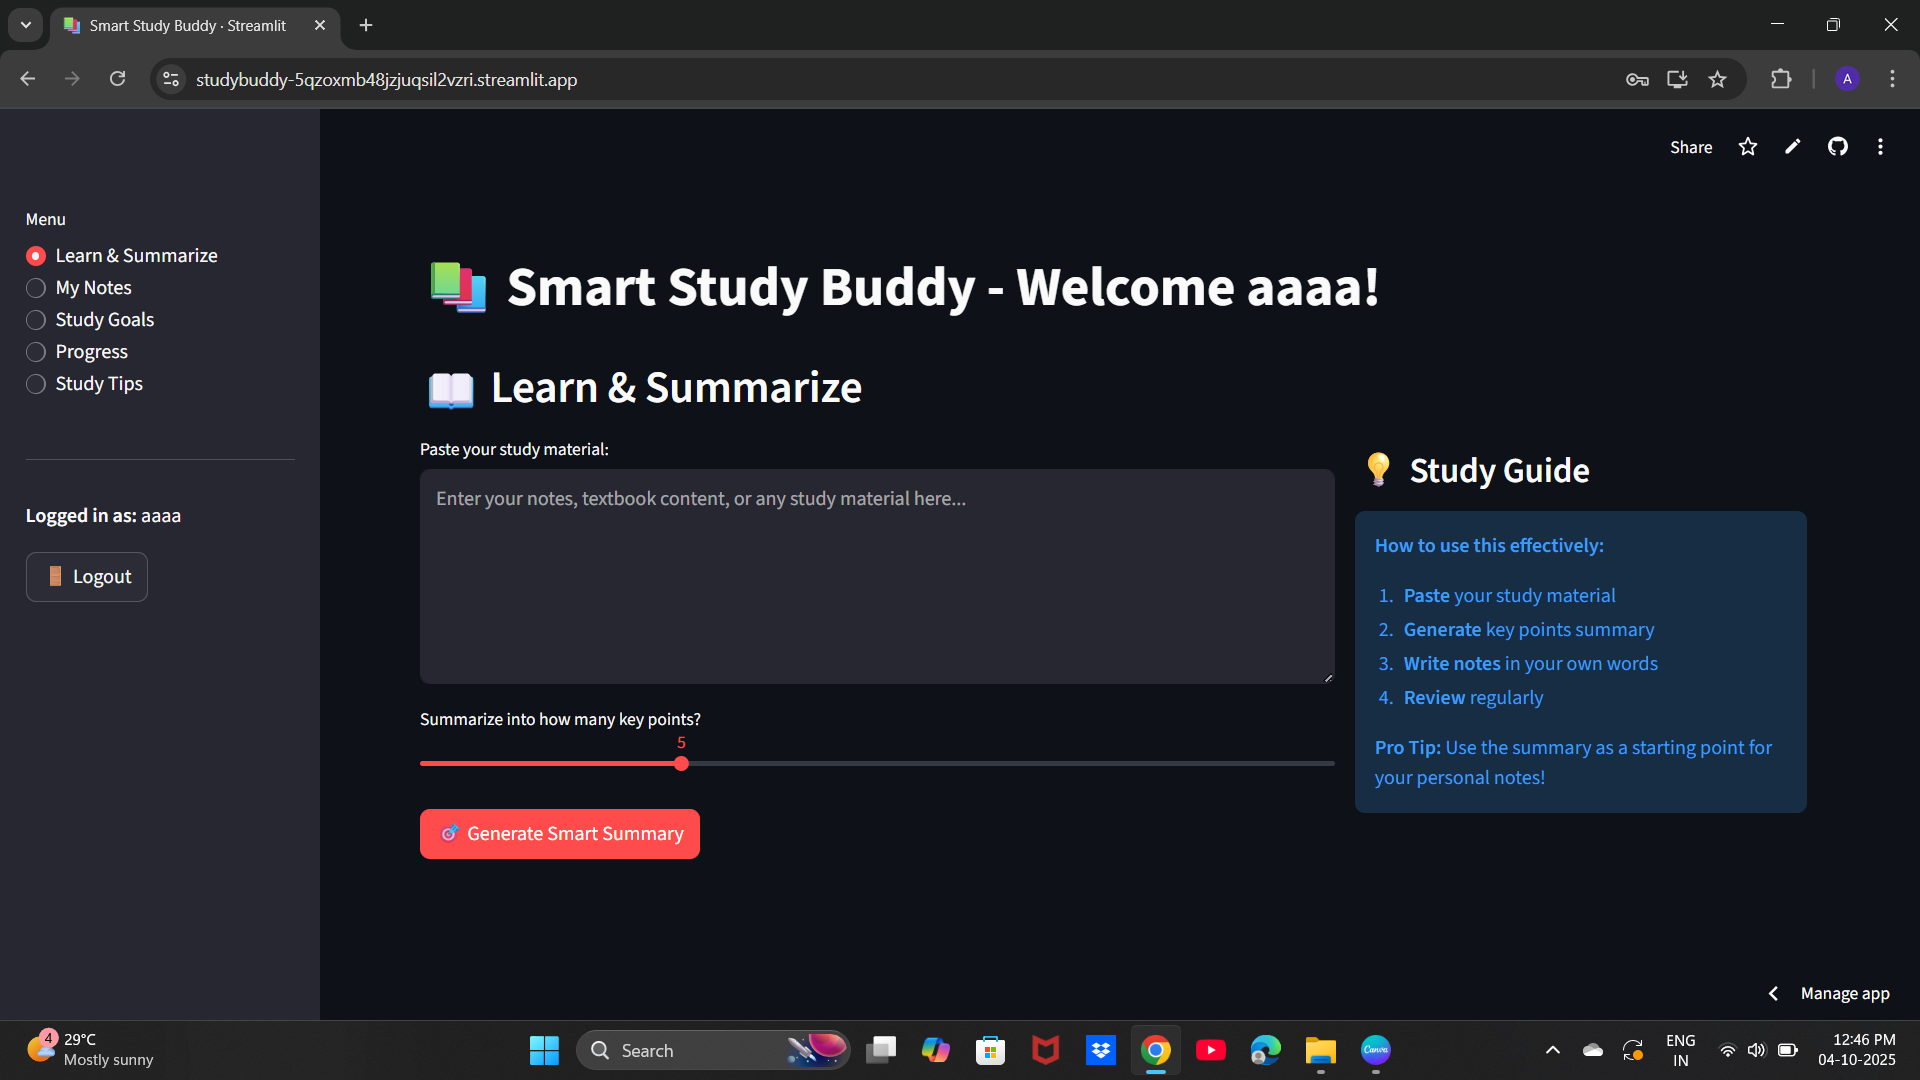 Smart Study Buddy · Streamlit
studybuddy-5qzoxmb48jzjuqsil2vzri.streamlit.app
A
Share
Menu
Learn & Summarize
My Notes
Study Goals
Progress
Study Tips
Logged in as: aaaa
Logout
Smart Study Buddy - Welcome aaaa!
Learn & Summarize
Paste your study material:
Enter your notes, textbook content, or any study material here...
Summarize into how many key points?
5
Generate Smart Summary
Study Guide
How to use this effectively:
1. Paste your study material
2. Generate key points summary
3. Write notes in your own words
4. Review regularly
Pro Tip: Use the summary as a starting point for
your personal notes!
Manage app
4
29°C
Mostly sunny
Search
Canva
ENG
IN
12:46 PM
04-10-2025